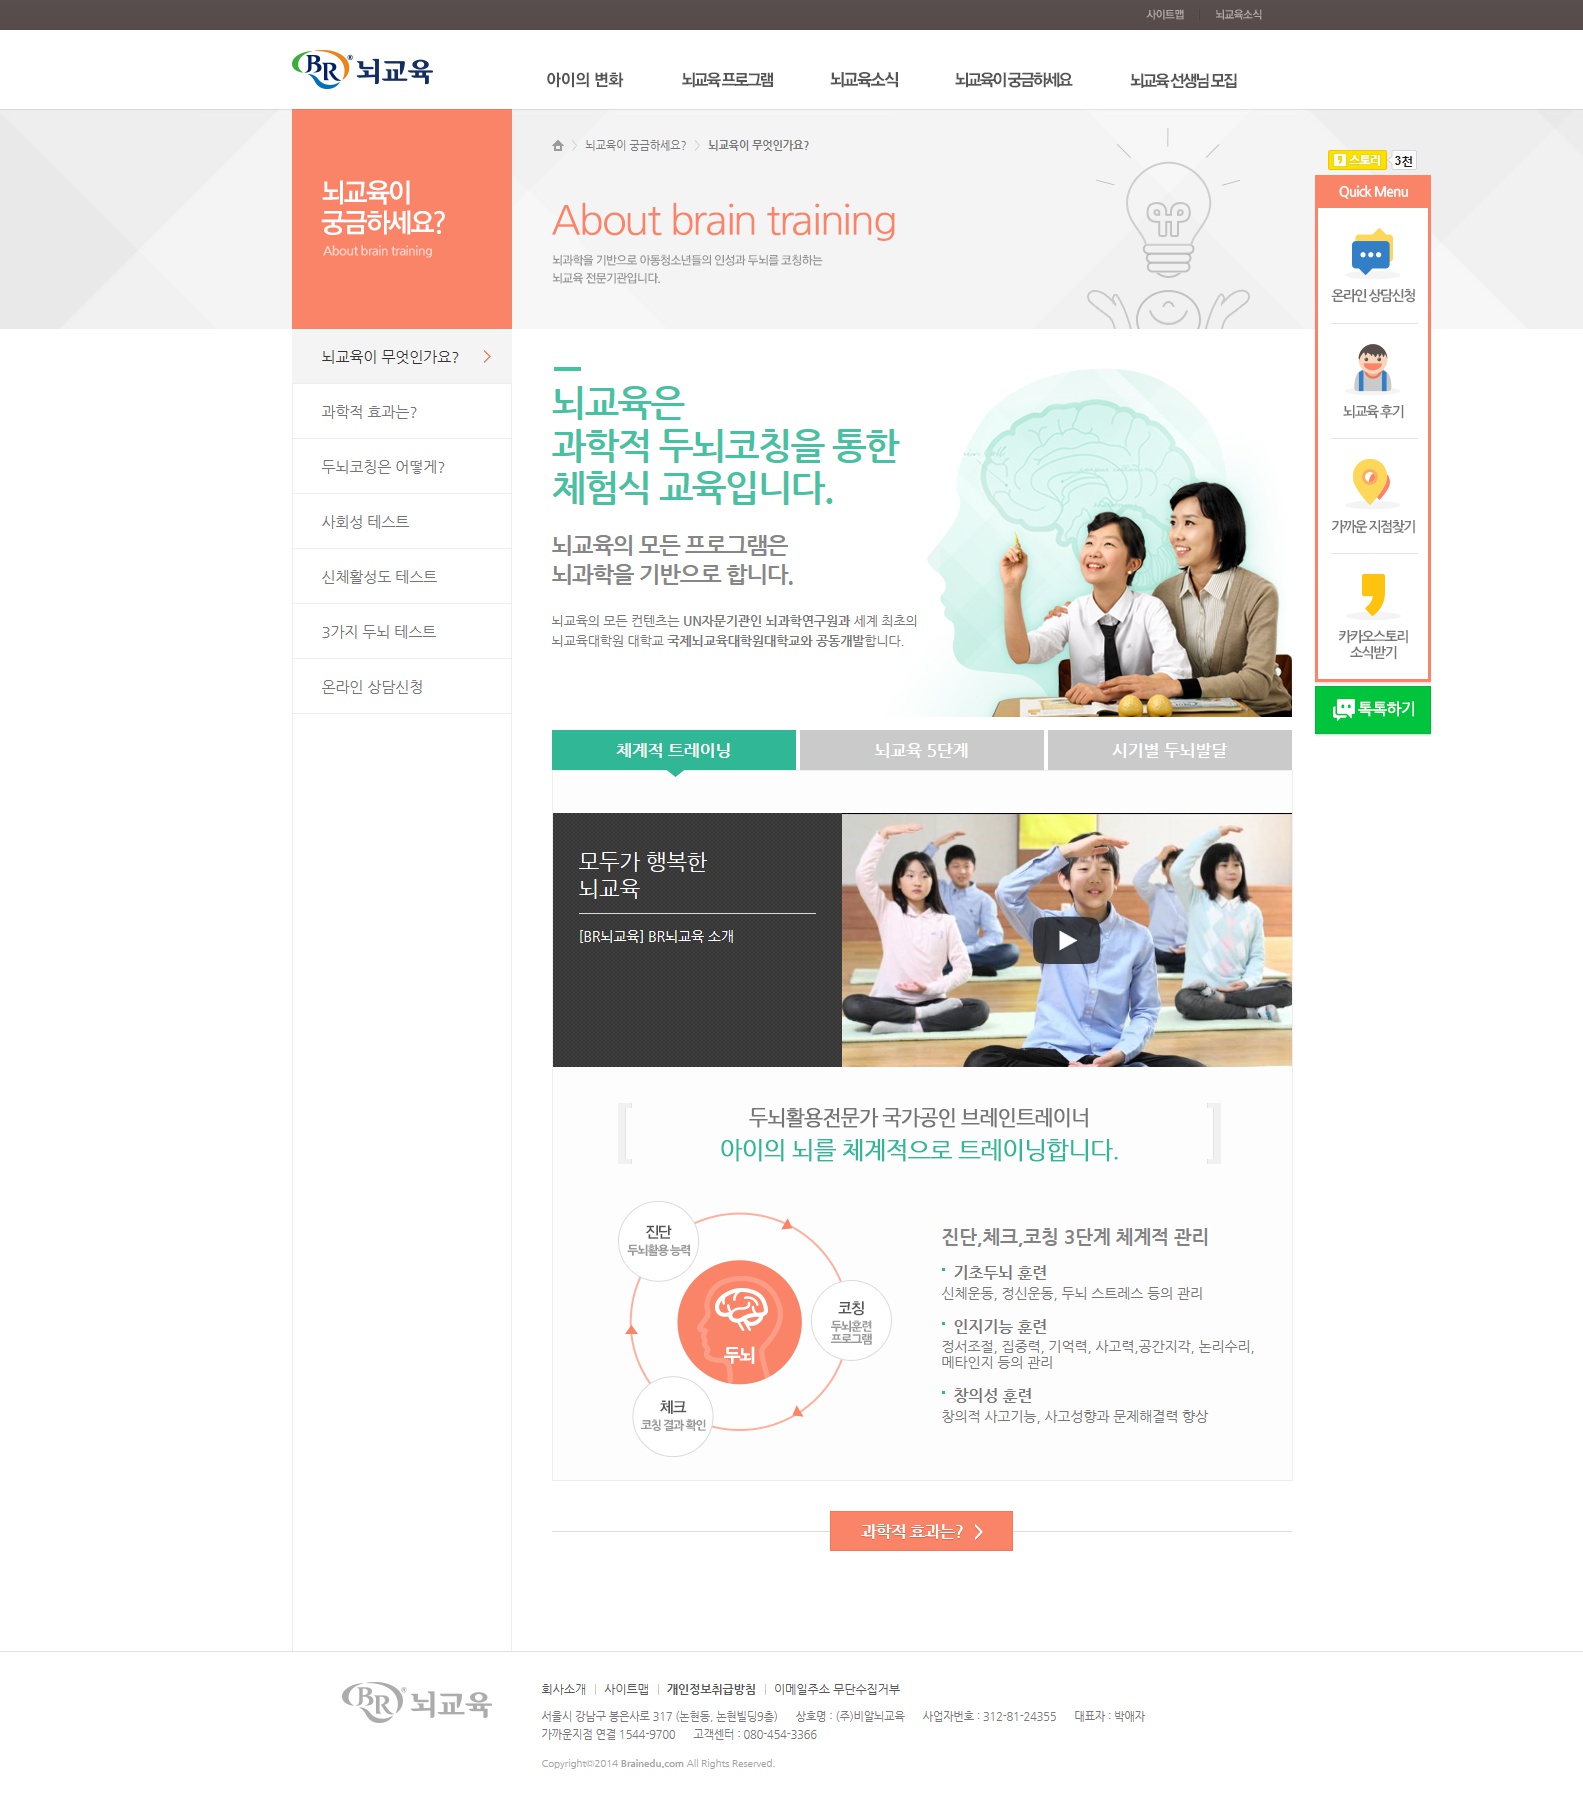 사이트맵
뇌교육소식
BR 뇌교육
아이의 변화
뇌교육 프로그램
뇌교육소식
뇌교육이 궁금하세요
뇌교육 선생님 모집
뇌교육이
궁금하세요?
About brain training
뇌교육이 궁금하세요? > 뇌교육이 무엇인가요?
About brain training
뇌과학을 기반으로 아동청소년들의 인성과 두뇌를 코칭하는
뇌교육 전문기관입니다.
스토리 3천
Quick Menu
온라인 상담신청
뇌교육 후기
가까운 지점찾기
카카오스토리
소식받기
톡톡하기
뇌교육이 무엇인가요?
과학적 효과는?
두뇌코칭은 어떻게?
사회성 테스트
신체활성도 테스트
3가지 두뇌 테스트
온라인 상담신청
뇌교육은
과학적 두뇌코칭을 통한
체험식 교육입니다.
뇌교육의 모든 프로그램은
뇌과학을 기반으로 합니다.
뇌교육의 모든 컨텐츠는 UN자문기관인 뇌과학연구원과 세계 최초의
뇌교육대학원 대학교 국제뇌교육대학원대학교와 공동개발합니다.
체계적 트레이닝
뇌교육 5단계
시기별 두뇌발달
모두가 행복한
뇌교육
[BR뇌교육] BR뇌교육 소개
두뇌활용전문가 국가공인 브레인트레이너
아이의 뇌를 체계적으로 트레이닝합니다.
진단
두뇌활용 능력
코칭
두뇌훈련
프로그램
두뇌
체크
코칭 결과 확인
진단,체크,코칭 3단계 체계적 관리
기초두뇌 훈련
신체운동, 정신운동, 두뇌 스트레스 등의 관리
인지기능 훈련
정서조절, 집중력, 기억력, 사고력,공간지각, 논리수리,
메타인지 등의 관리
창의성 훈련
창의적 사고기능, 사고성향과 문제해결력 향상
과학적 효과는?
BR 뇌교육
회사소개 | 사이트맵 | 개인정보취급방침 | 이메일주소 무단수집거부
서울시 강남구 봉은사로 317 (논현동, 논현빌딩9층) 상호명 : (주)비알뇌교육 사업자번호 : 312-81-24355 대표자 : 박애자
가까운지점 연결 1544-9700 고객센터 : 080-454-3366
Copyright©2014 Brainedu.com All Rights Reserved.